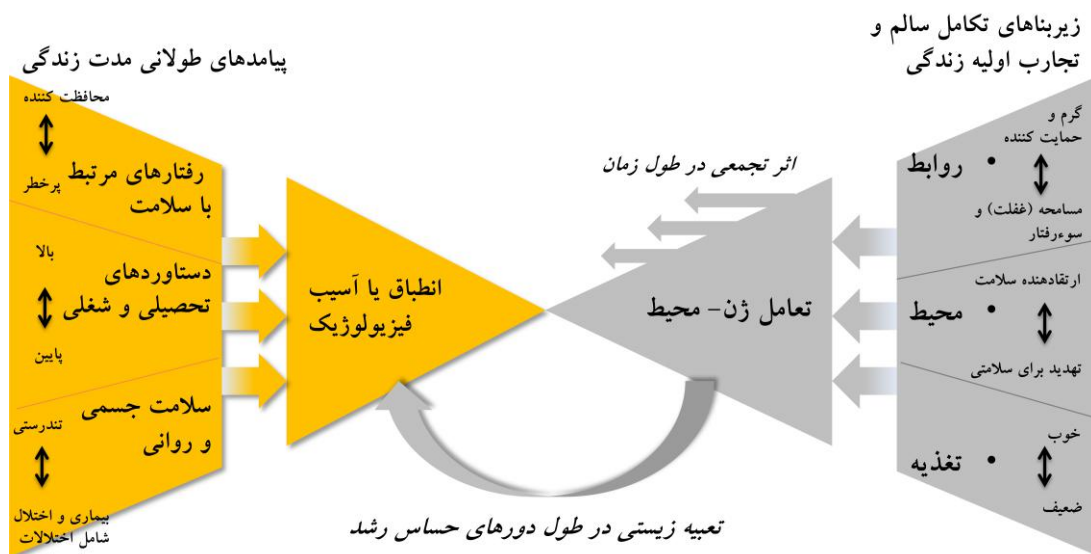 زیربناهای تکامل سالم و
تجارب اولیه زندگی
گرم و
حمایت کننده
• روابط
مسامحه (غفلت) و
سوءرفتار
ارتقادهنده سلامت
• محیط
تهدید برای سلامتی
خوب
• تغذیه
ضعیف
اثر تجمعی در طول زمان
تعامل ژن- محیط
انطباق یا آسیب
فیزیولوژیک
تعبیه زیستی در طول دورهای حساس رشد
پیامدهای طولانی مدت زندگی
محافظت کننده
رفتارهای مرتبط
با سلامت
پرخطر
بالا
دستاوردهای
تحصیلی و شغلی
پایین
سلامت جسمی
و روانی
تندرستی
بیماری و اختلال
شامل اختلالات